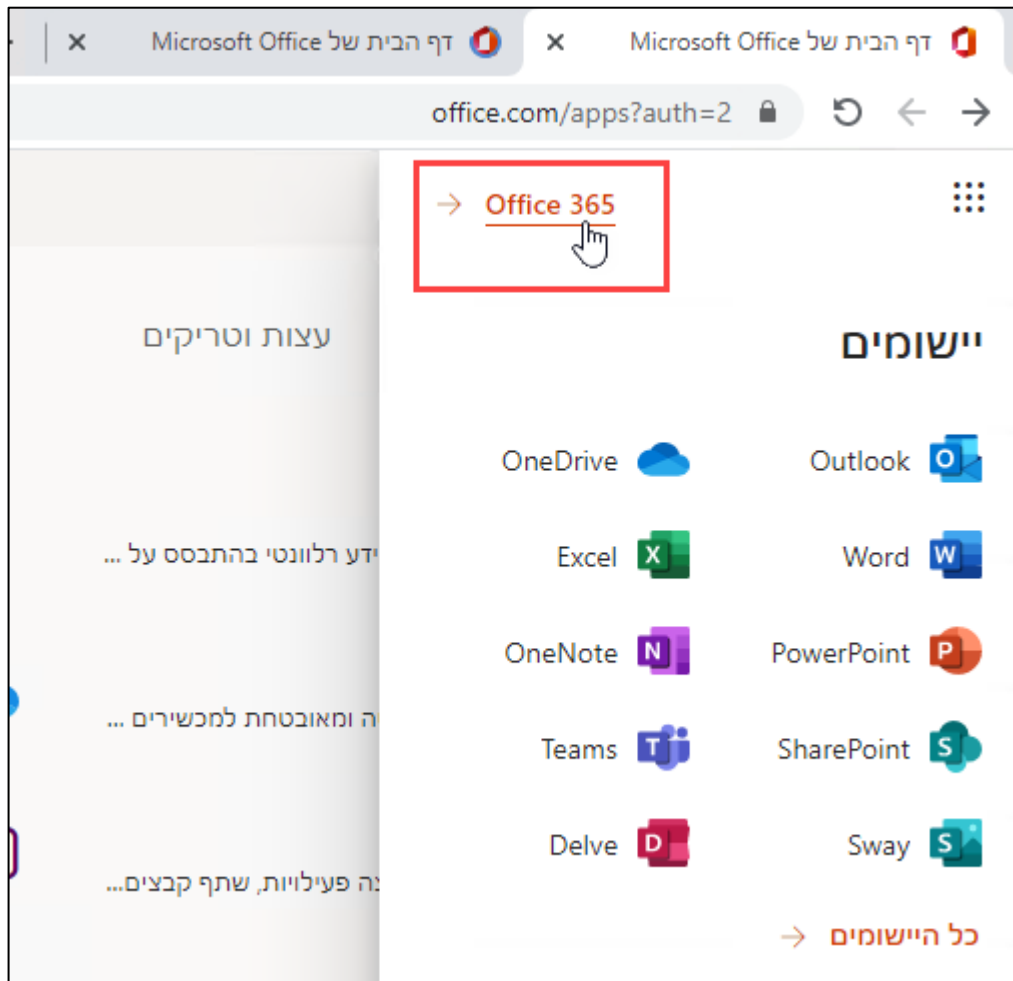 דף הבית של Microsoft Office
דף הבית של Microsoft Office
office.com/apps?auth=2
Office 365
יישומים
Outlook
OneDrive
Word
Excel
PowerPoint
OneNote
SharePoint
Teams
Sway
Delve
כל היישומים
עצות וטריקים
ידע רלוונטי בהתבסס על ...
ומאובטחת למכשירים ...
פעילויות, שתף קבצים...